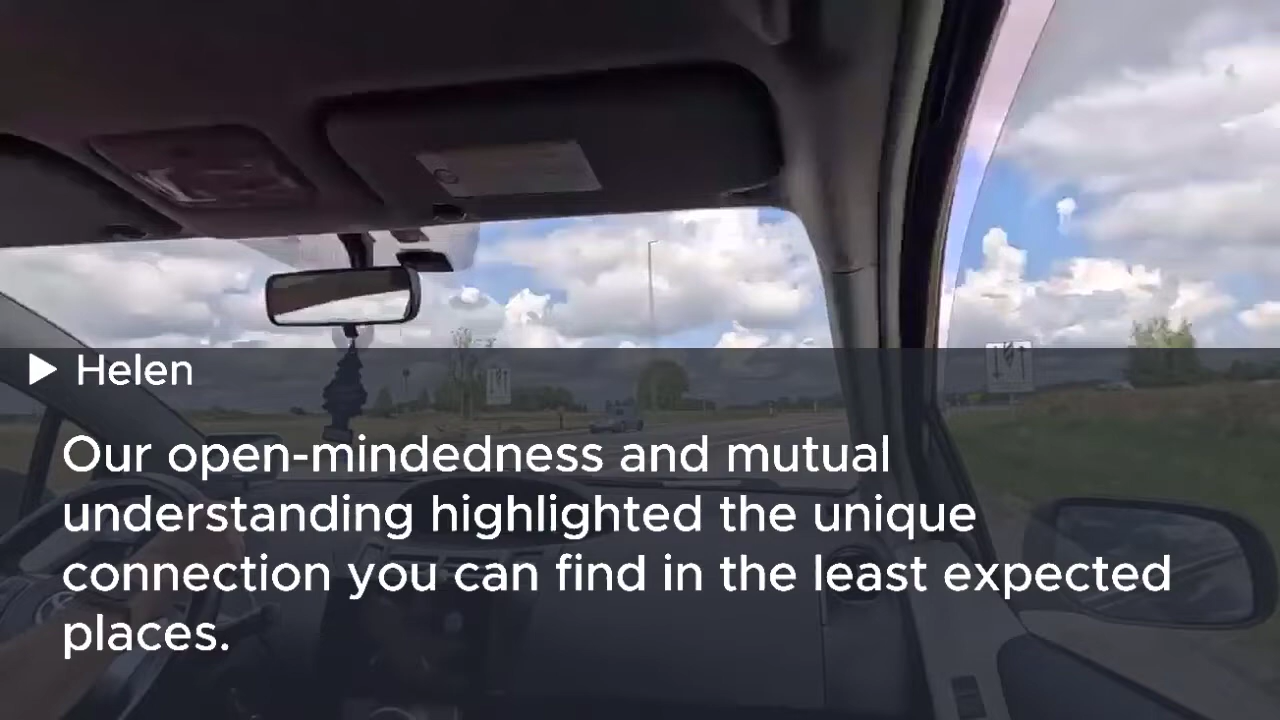 Helen
Our open-mindedness and mutual
understanding highlighted the unique
connection you can find in the least expected
places.